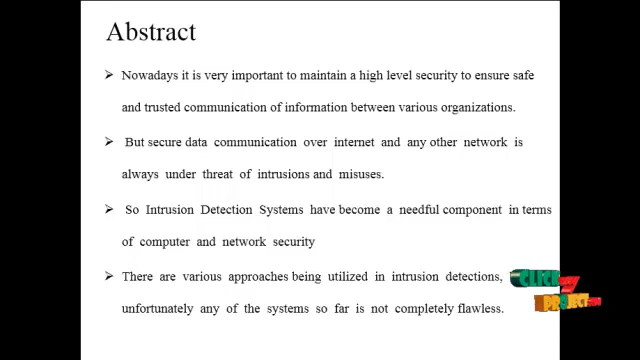 Abstract
➢ Nowadays it is very important to maintain a high level security to ensure safe
and trusted communication of information between various organizations.
➢ But secure data communication over internet and any other network is
always under threat of intrusions and misuses.
➢ So Intrusion Detection Systems have become a needful component in terms
of computer and network security
➢ There are various approaches being utilized in intrusion detections,
unfortunately any of the systems so far is not completely flawless.
CLICK
MY
PROJECT